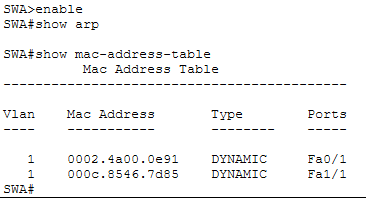 SWA>enable
SWA#show arp
SWA#show mac-address-table
Mac Address Table
-------------------------------------------
Vlan    Mac Address       Type        Ports
----    -----------       --------    -----
1    0002.4a00.0e91    DYNAMIC     Fa0/1
1    000c.8546.7d85    DYNAMIC     Fa1/1
SWA#